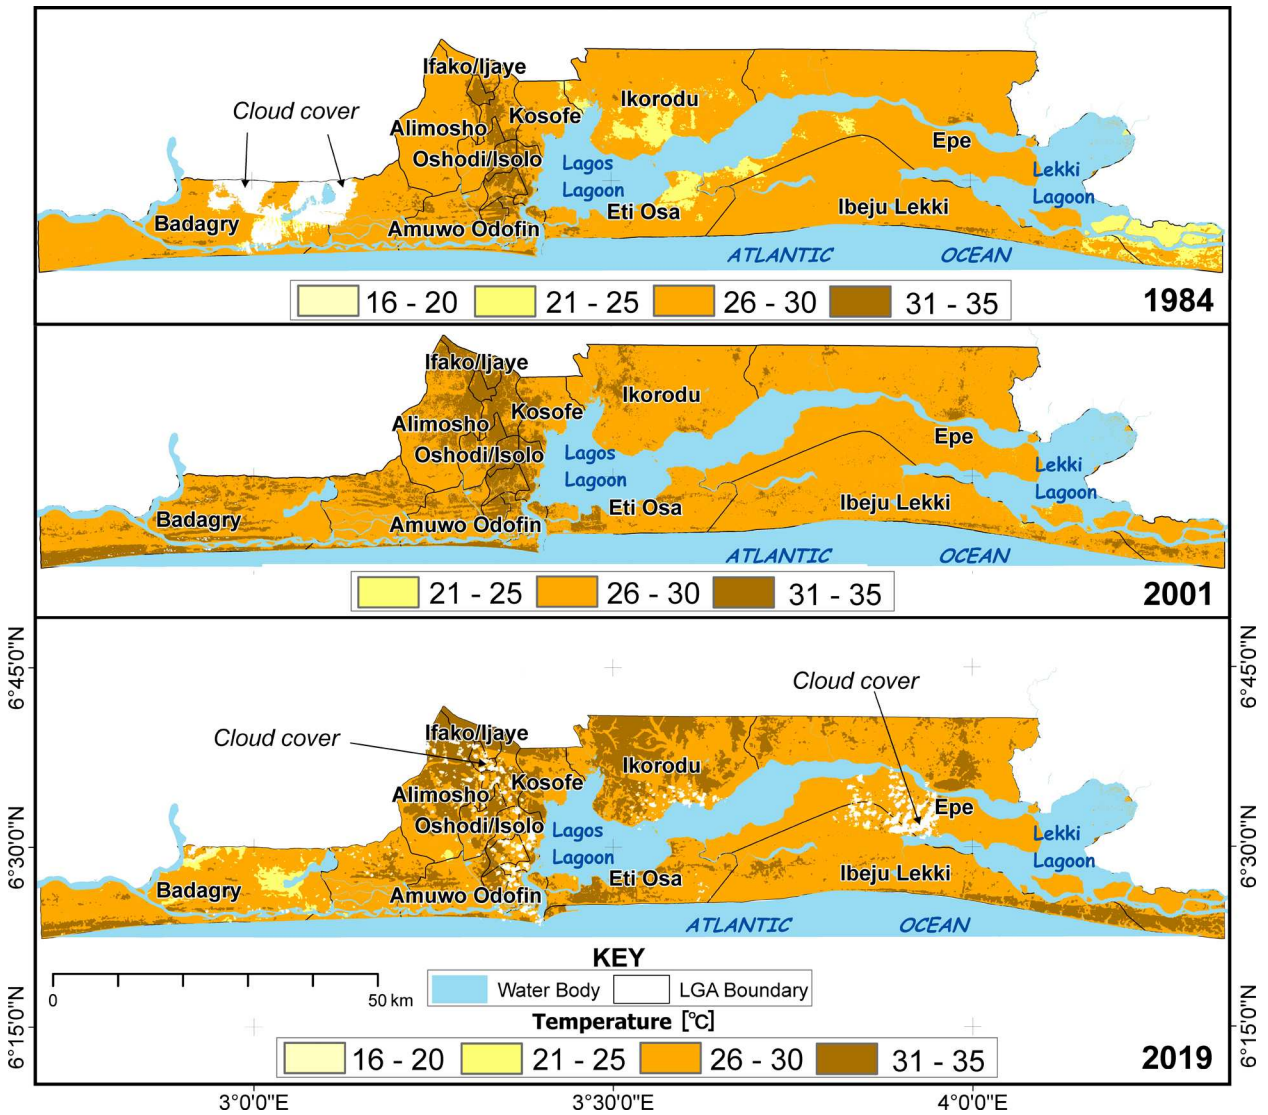 Ifako/Ijaye
Cloud cover
Ikorodu
Kosofe
Alimosho
Epe
Oshodi/Isolo
Lagos
Lagoon
Lekki
Lagoon
Eti Osa
Ibeju Lekki
Badagry
Amuwo Odofin
ATLANTIC OCEAN
16 - 20 21 - 25 26 - 30 31 - 35
1984
Ifako/Ijaye
Ikorodu
Kosofe
Alimosho
Epe
Oshodi/Isolo
Lagos
Lagoon
Lekki
Lagoon
Eti Osa
Ibeju Lekki
Badagry
Amuwo Odofin
ATLANTIC OCEAN
21 - 25 26 - 30 31 - 35
2001
6°45'0"N
6°45'0"N
Cloud cover
Cloud cover
Ifako/Ijaye
Ikorodu
Kosofe
Alimosho
Epe
Oshodi/Isolo
Lagos
Lagoon
Lekki
Lagoon
6°30'0"N
6°30'0"N
Eti Osa
Ibeju Lekki
Badagry
Amuwo Odofin
ATLANTIC OCEAN
KEY
0 50 km
Water Body LGA Boundary
Temperature [°C]
6°15'0"N
6°15'0"N
16 - 20 21 - 25 26 - 30 31 - 35
2019
3°0'0"E 3°30'0"E 4°0'0"E